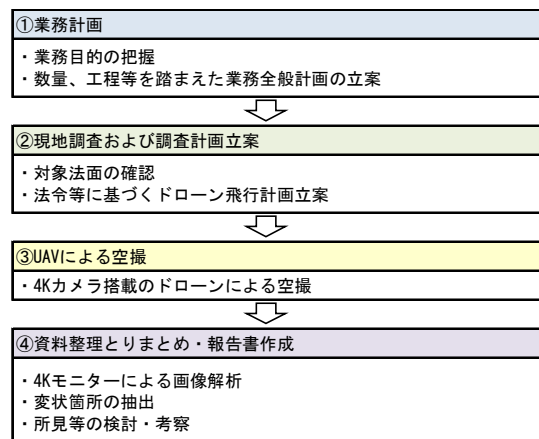 ①業務計画
・業務目的の把握
・数量、工程等を踏まえた業務全般計画の立案
②現地調査および調査計画立案
・対象法面の確認
・法令等に基づくドローン飛行計画立案
③UAVによる空撮
・4Kカメラ搭載のドローンによる空撮
④資料整理とりまとめ・報告書作成
・4Kモニターによる画像解析
・変状箇所の抽出
・所見等の検討・考察